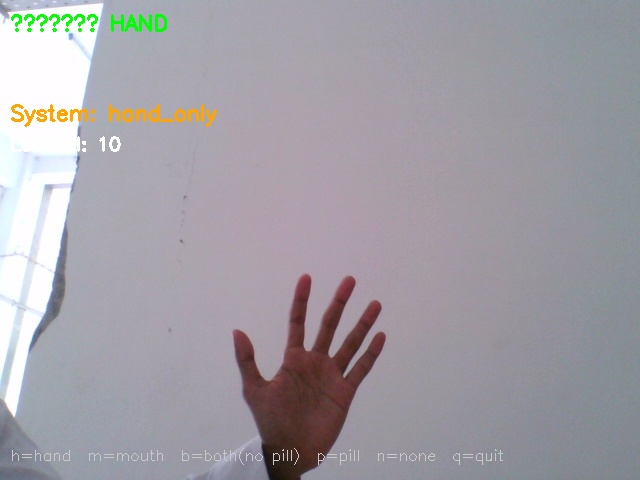 ??????? HAND
System: hand_only
: 10
h=hand m=mouth b=both(no pill) p=pill n=none q=quit